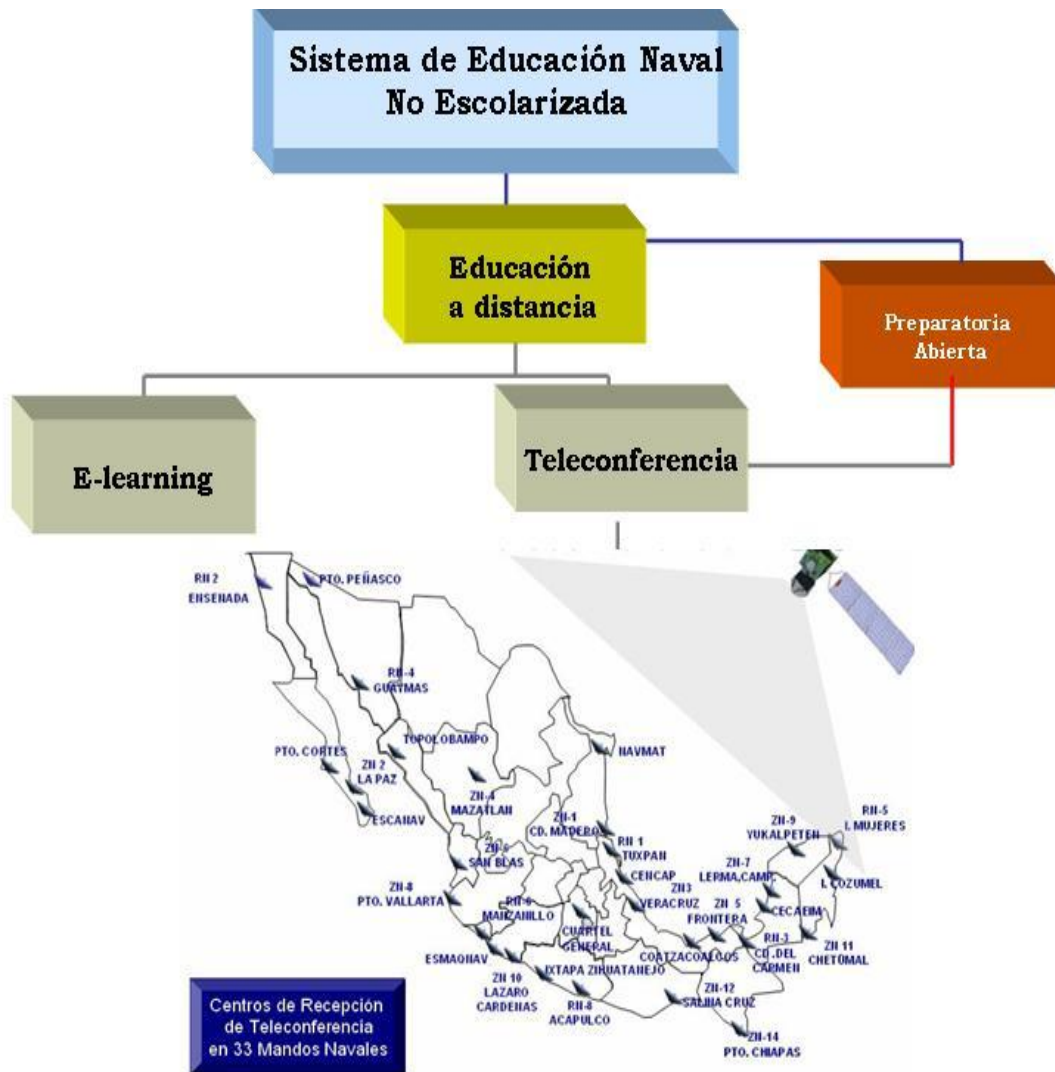 Sistema de Educación Naval
No Escolarizada
Educación
a distancia
Preparatoria
Abierta
E-learning
Teleconferencia
RN 2
ENSENADA
PTO. PEÑASCO
RN-4
GUAYMAS
TOPOLOBAMPO
PTO. CORTES
ZN 2
LA PAZ
ESCANAV
ZN-4
MAZATLAN
NAVMAT
ZN-1
CD. MADERO
RN 1
TUXPAN
CENCAP
ZN-6
SAN BLAS
ZN-8
PTO. VALLARTA
RN-6
MANZANILLO
CUARTEL
GENERAL
ZN3
VERACRUZ
ZN 5
FRONTERA
ZN-7
LERMA,CAMP.
ZN-9
YUKALPETEN
RN-5
I. MUJERES
I. COZUMEL
CECAEIM
ESMAQNAV
ZN 10
LAZARO
CARDENAS
IXTAPA ZIHUATANEJO
RN-8
ACAPULCO
COATZACOALCOS
RN-3
CD .DEL
CARMEN
ZN 11
CHETUMAL
ZN-12
SALINA CRUZ
ZN-14
PTO. CHIAPAS
Centros de Recepción
de Teleconferencia
en 33 Mandos Navales